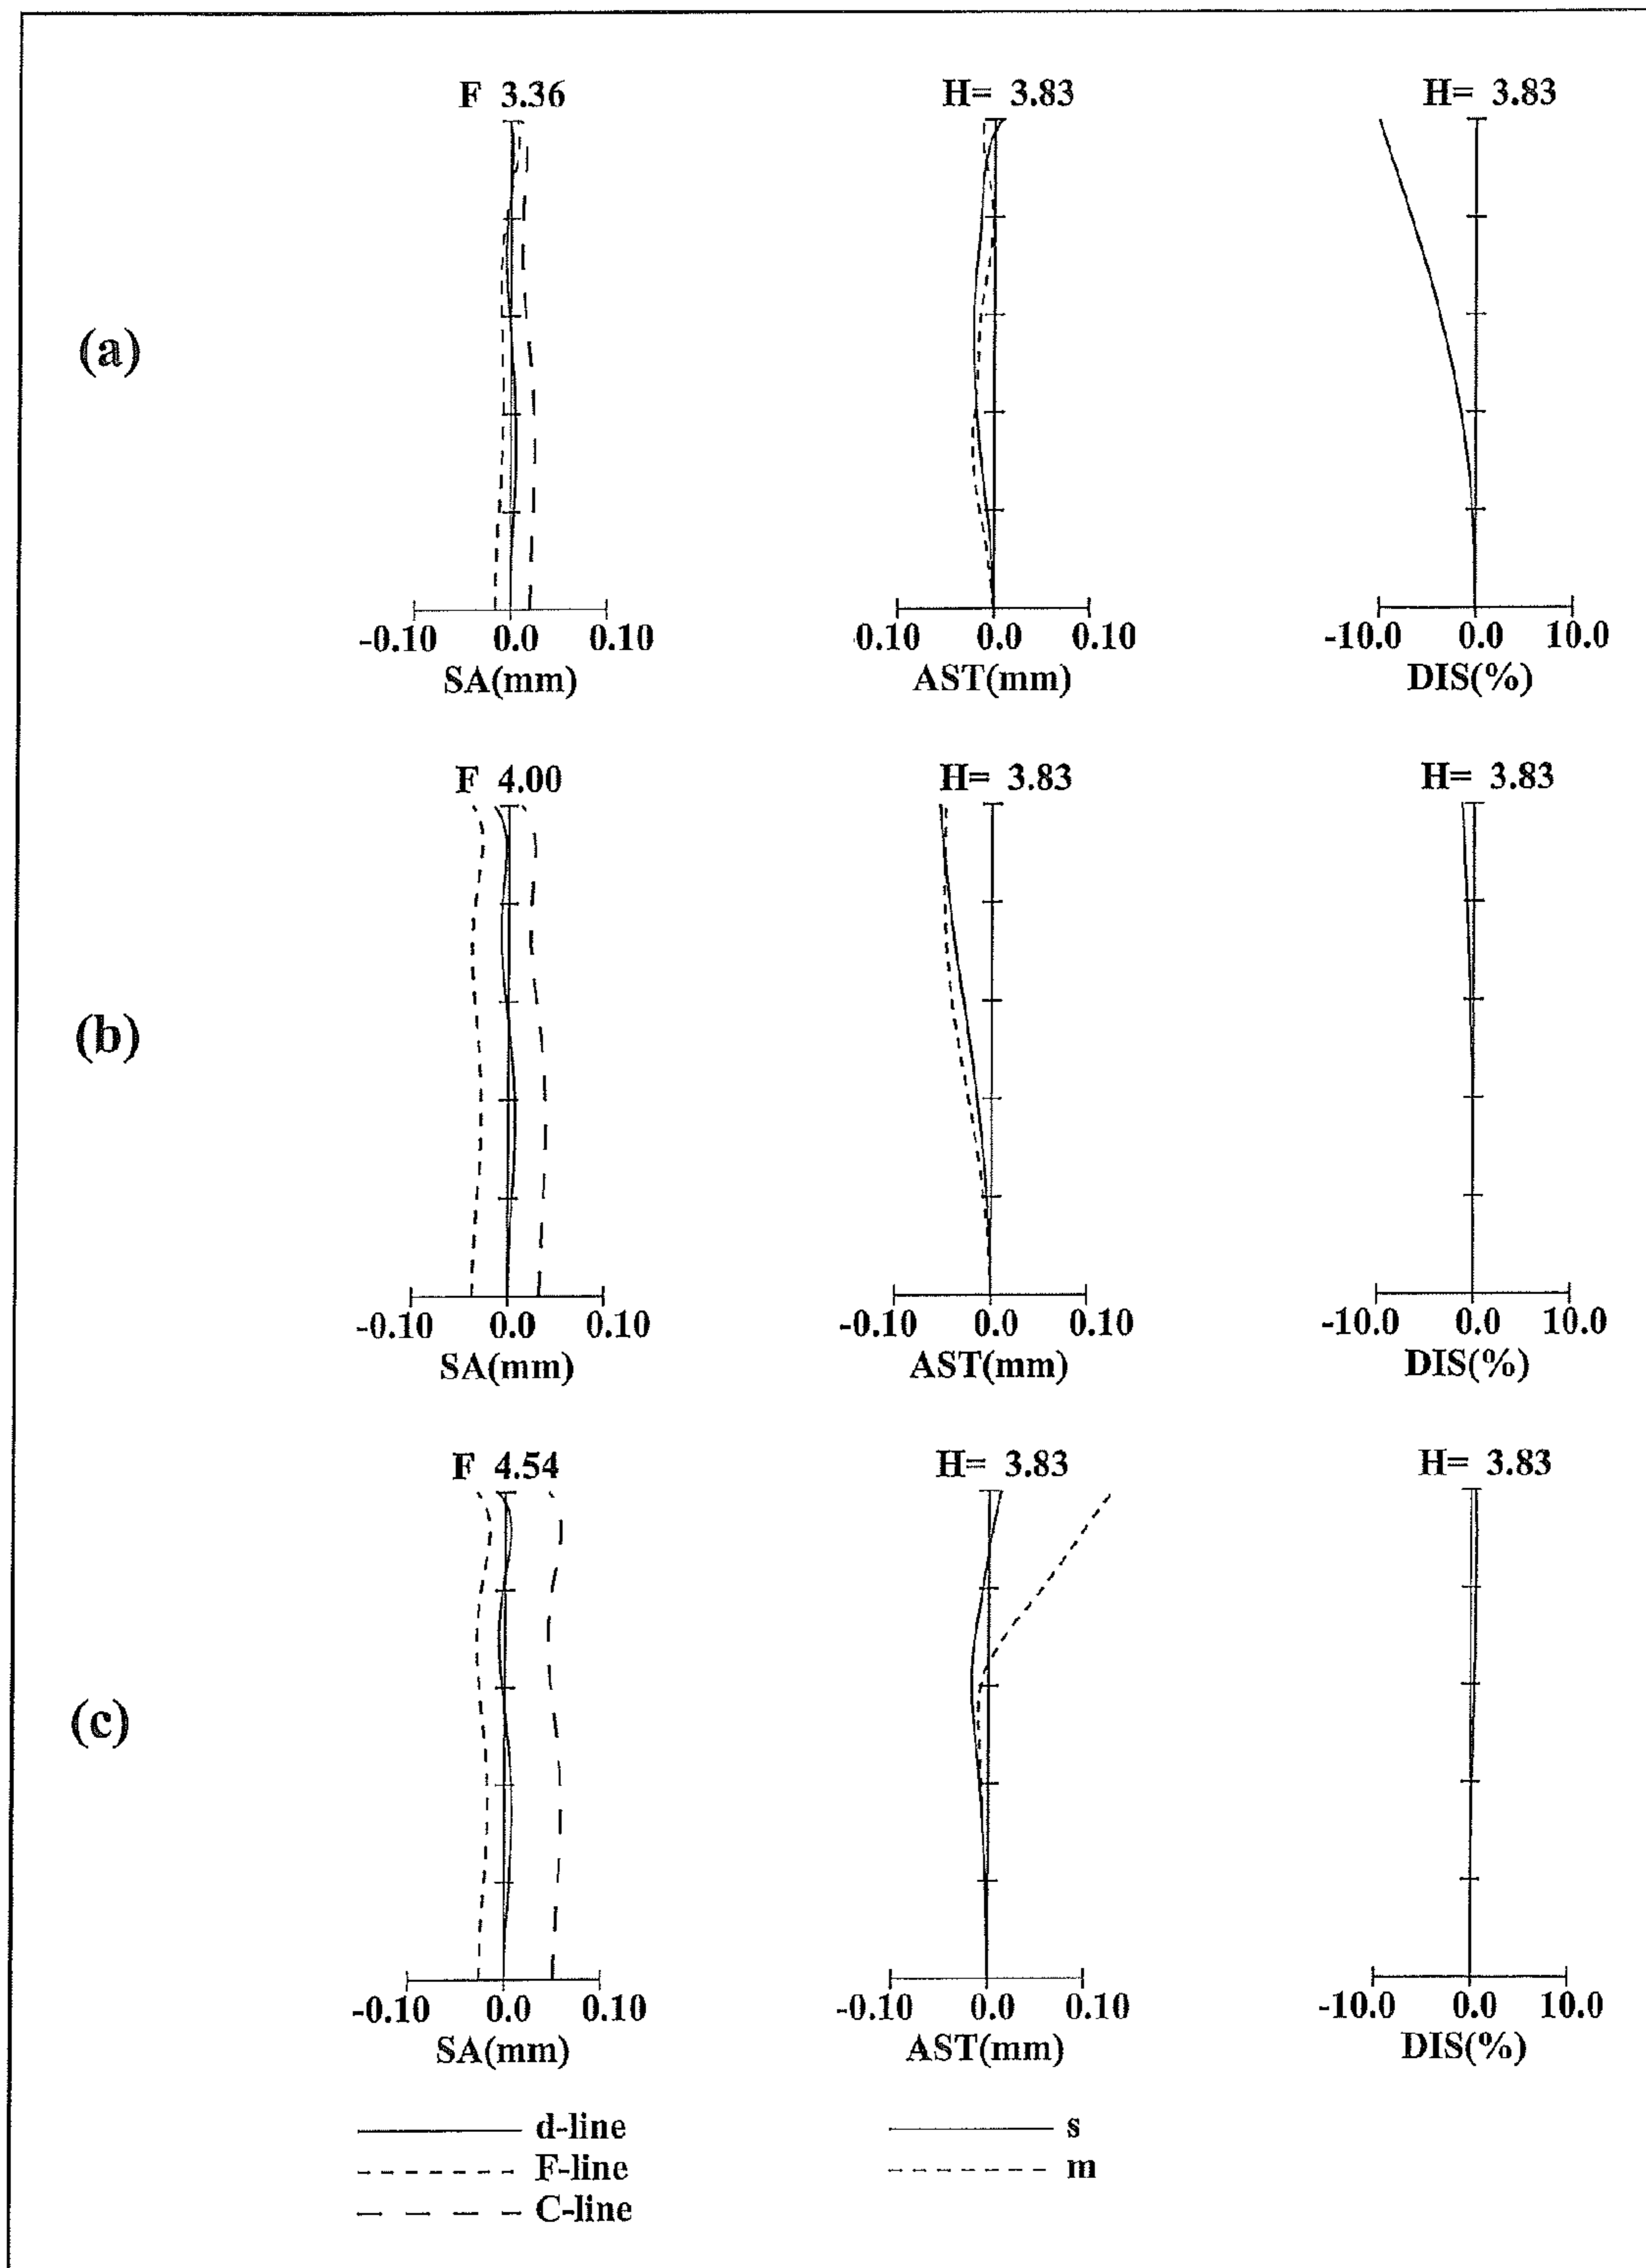 F 3.36 H= 3.83 H= 3.83
(a)
-0.10 0.0 0.10 0.10 0.0 0.10 -10.0 0.0 10.0
SA(mm) AST(mm) DIS(%)
F 4.00 H= 3.83 H= 3.83
(b)
-0.10 0.0 0.10 -0.10 0.0 0.10 -10.0 0.0 10.0
SA(mm) AST(mm) DIS(%)
F 4.54 H= 3.83 H= 3.83
(c)
-0.10 0.0 0.10 -0.10 0.0 0.10 -10.0 0.0 10.0
SA(mm) AST(mm) DIS(%)
d-line s
F-line m
C-line